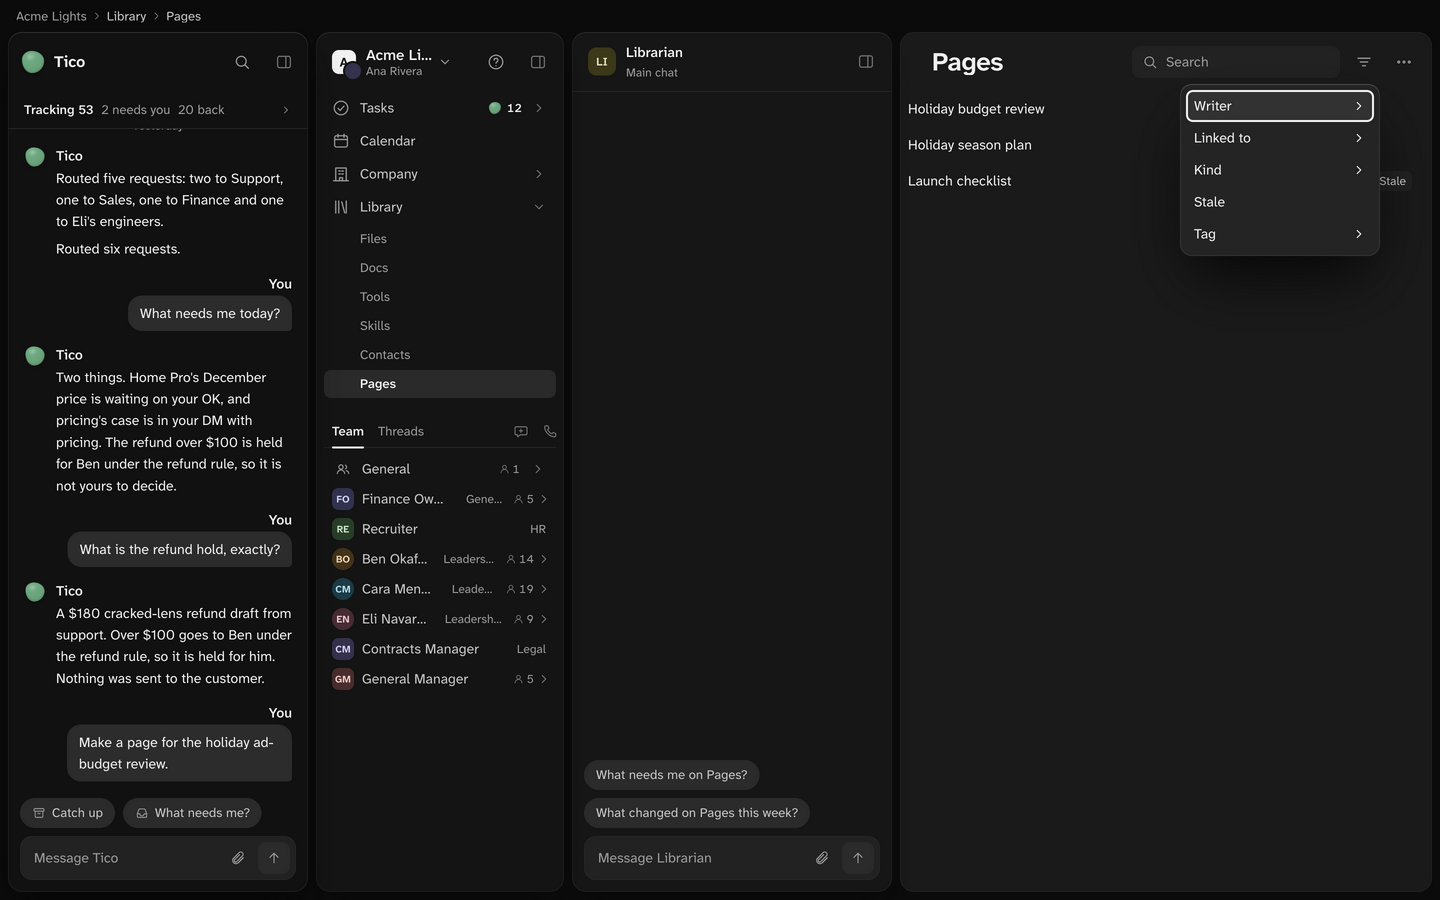 Acme Lights > Library > Pages
Tico
Tracking 53 2 needs you 20 back
Yesterday
Tico
Routed five requests: two to Support,
one to Sales, one to Finance and one
to Eli's engineers.
Routed six requests.
You
What needs me today?
Tico
Two things. Home Pro's December
price is waiting on your OK, and
pricing's case is in your DM with
pricing. The refund over $100 is held
for Ben under the refund rule, so it is
not yours to decide.
You
What is the refund hold, exactly?
Tico
A $180 cracked-lens refund draft from
support. Over $100 goes to Ben under
the refund rule, so it is held for him.
Nothing was sent to the customer.
You
Make a page for the holiday ad-
budget review.
Catch up
What needs me?
Message Tico
A
Acme Li...
Ana Rivera
Tasks 12
Calendar
Company
Library
Files
Docs
Tools
Skills
Contacts
Pages
Team Threads
General 1
FO Finance Ow... Gene... 5
RE Recruiter HR
BO Ben Okaf... Leaders... 14
CM Cara Men... Leade... 19
EN Eli Navar... Leadersh... 9
CM Contracts Manager Legal
GM General Manager 5
LI Librarian
Main chat
What needs me on Pages?
What changed on Pages this week?
Message Librarian
Pages
Search
Holiday budget review
Holiday season plan
Launch checklist
Stale
Writer
Linked to
Kind
Stale
Tag